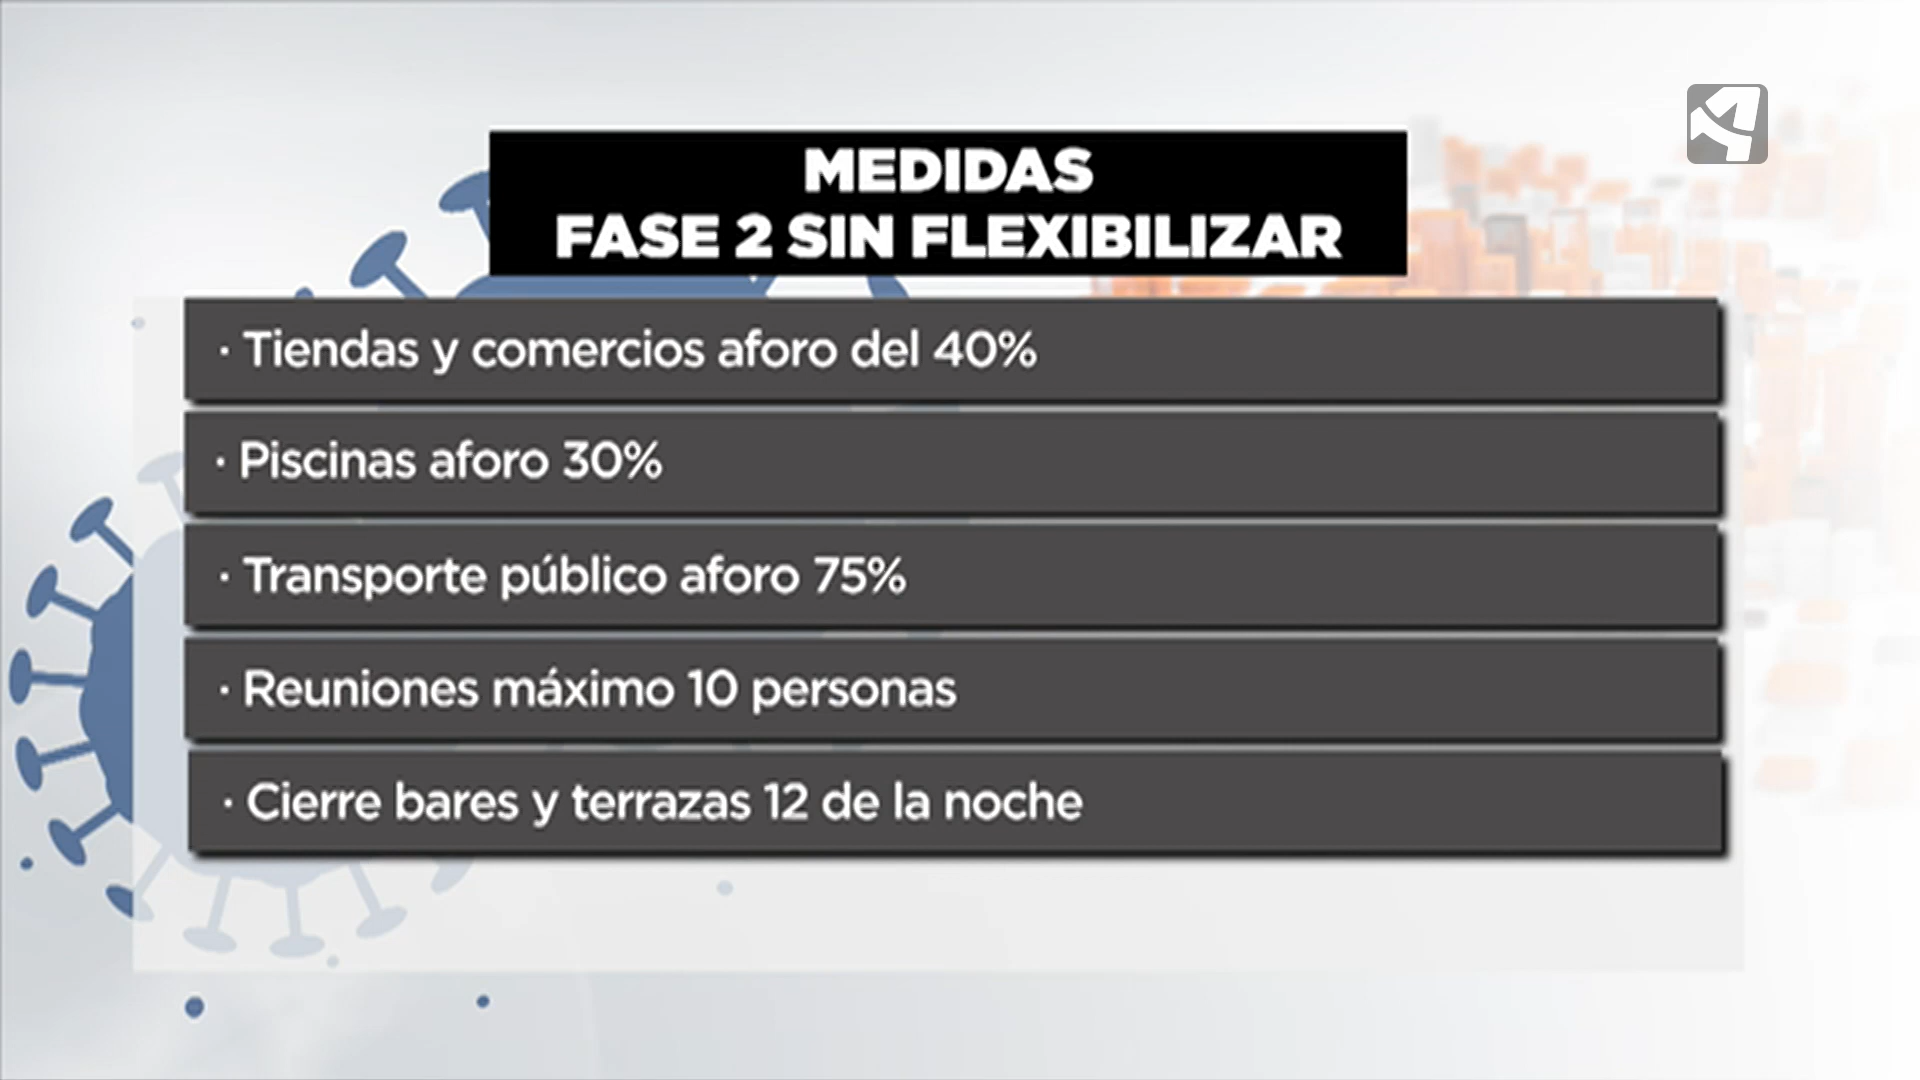 MEDIDAS
FASE 2 SIN FLEXIBILIZAR
· Tiendas y comercios aforo del 40%
· Piscinas aforo 30%
· Transporte público aforo 75%
· Reuniones máximo 10 personas
· Cierre bares y terrazas 12 de la noche